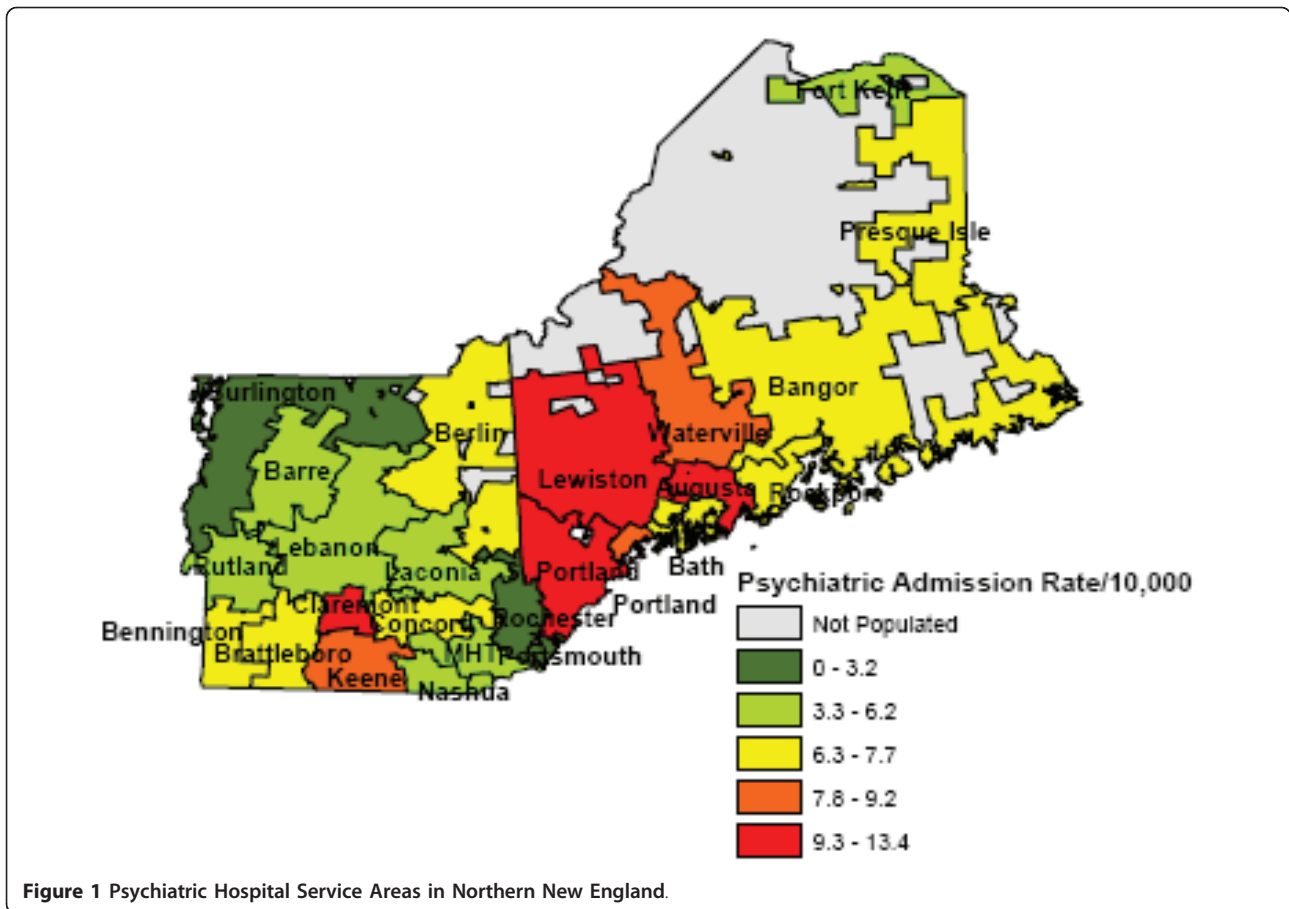 Fort Kent
Presque Isle
Burlington
Bangor
Berlin
Waterville
Barre
Lewiston
Augusta
Rockport
Lebanon
Rutland
Laconia
Portland
Bath
Claremont
Portland
Concord
Rochester
Bennington
Brattleboro
MHT
Portsmouth
Keene
Nashua
Psychiatric Admission Rate/10,000
Not Populated
0 - 3.2
3.3 - 6.2
6.3 - 7.7
7.8 - 9.2
9.3 - 13.4
Figure 1 Psychiatric Hospital Service Areas in Northern New England.